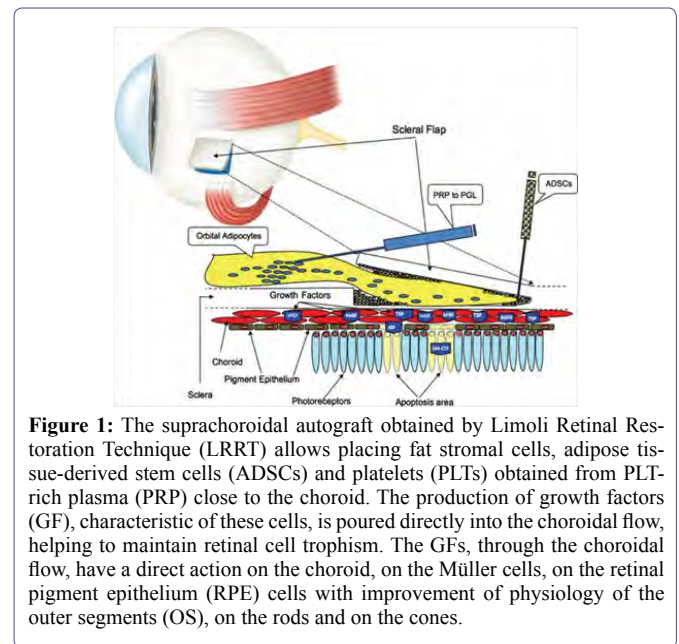 Scleral Flap
PRP to PGL
ADSCs
Orbital Adipocytes
Growth Factors
Choroid
Pigment Epithelium
Sclera
Photoreceptors
Apoptosis area
Figure 1: The suprachoroidal autograft obtained by Limoli Retinal Res-
toration Technique (LRRT) allows placing fat stromal cells, adipose tis-
sue-derived stem cells (ADSCs) and platelets (PLTs) obtained from PLT-
rich plasma (PRP) close to the choroid. The production of growth factors
(GF), characteristic of these cells, is poured directly into the choroidal flow,
helping to maintain retinal cell trophism. The GFs, through the choroidal
flow, have a direct action on the choroid, on the Müller cells, on the retinal
pigment epithelium (RPE) cells with improvement of physiology of the
outer segments (OS), on the rods and on the cones.